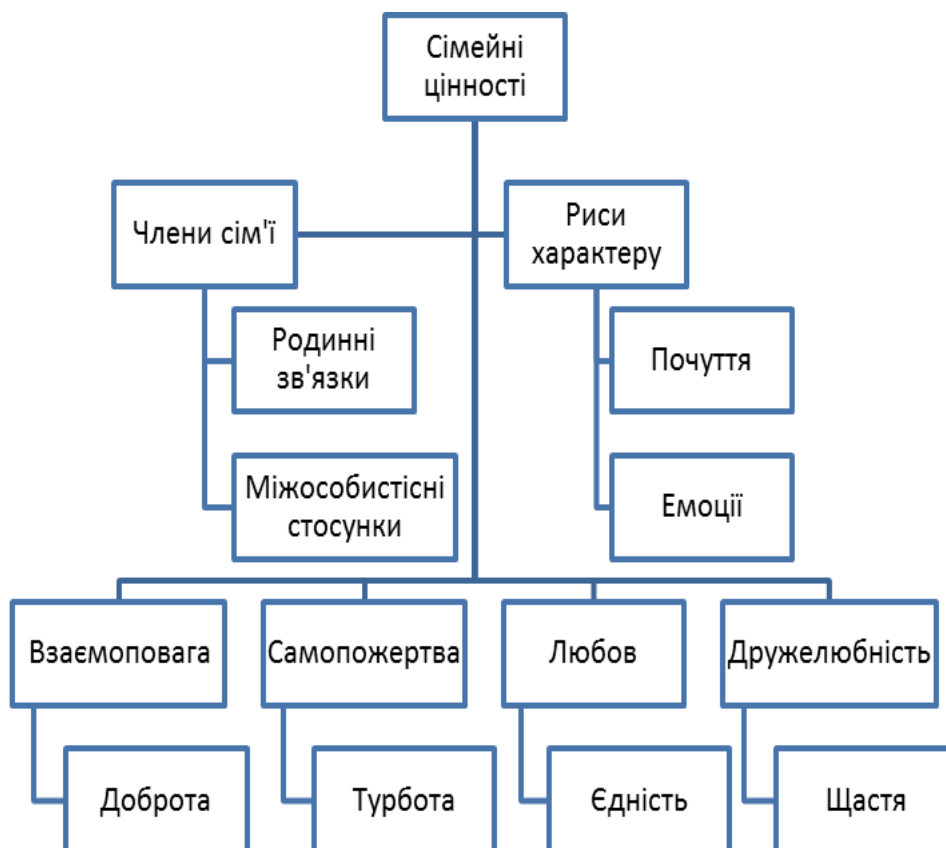 Сімейні
цінності
Члени сім'ї
Риси
характеру
Родинні
зв'язки
Почуття
Міжособистісні
стосунки
Емоції
Взаємоповага
Самопожертва
Любов
Дружелюбність
Доброта
Турбота
Єдність
Щастя